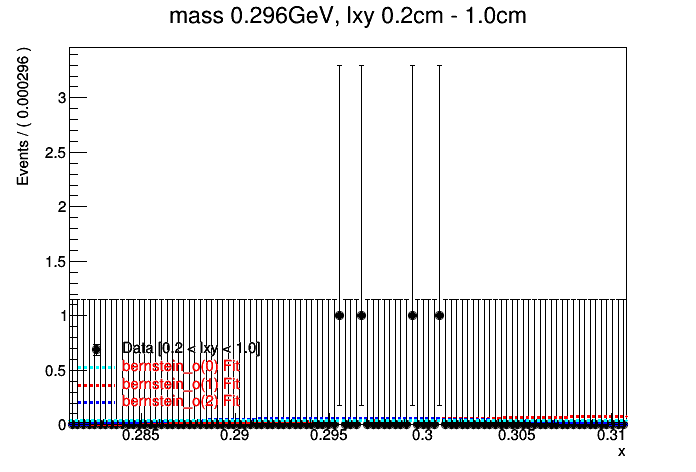 mass 0.296GeV, lxy 0.2cm - 1.0cm
Events / ( 0.000296 )
3
2.5
2
1.5
1
0.5
0
Data [0.2 < lxy < 1.0]
bernstein_o(0) Fit
bernstein_o(1) Fit
bernstein_o(2) Fit
0.285 0.29 0.295 0.3 0.305 0.31
x